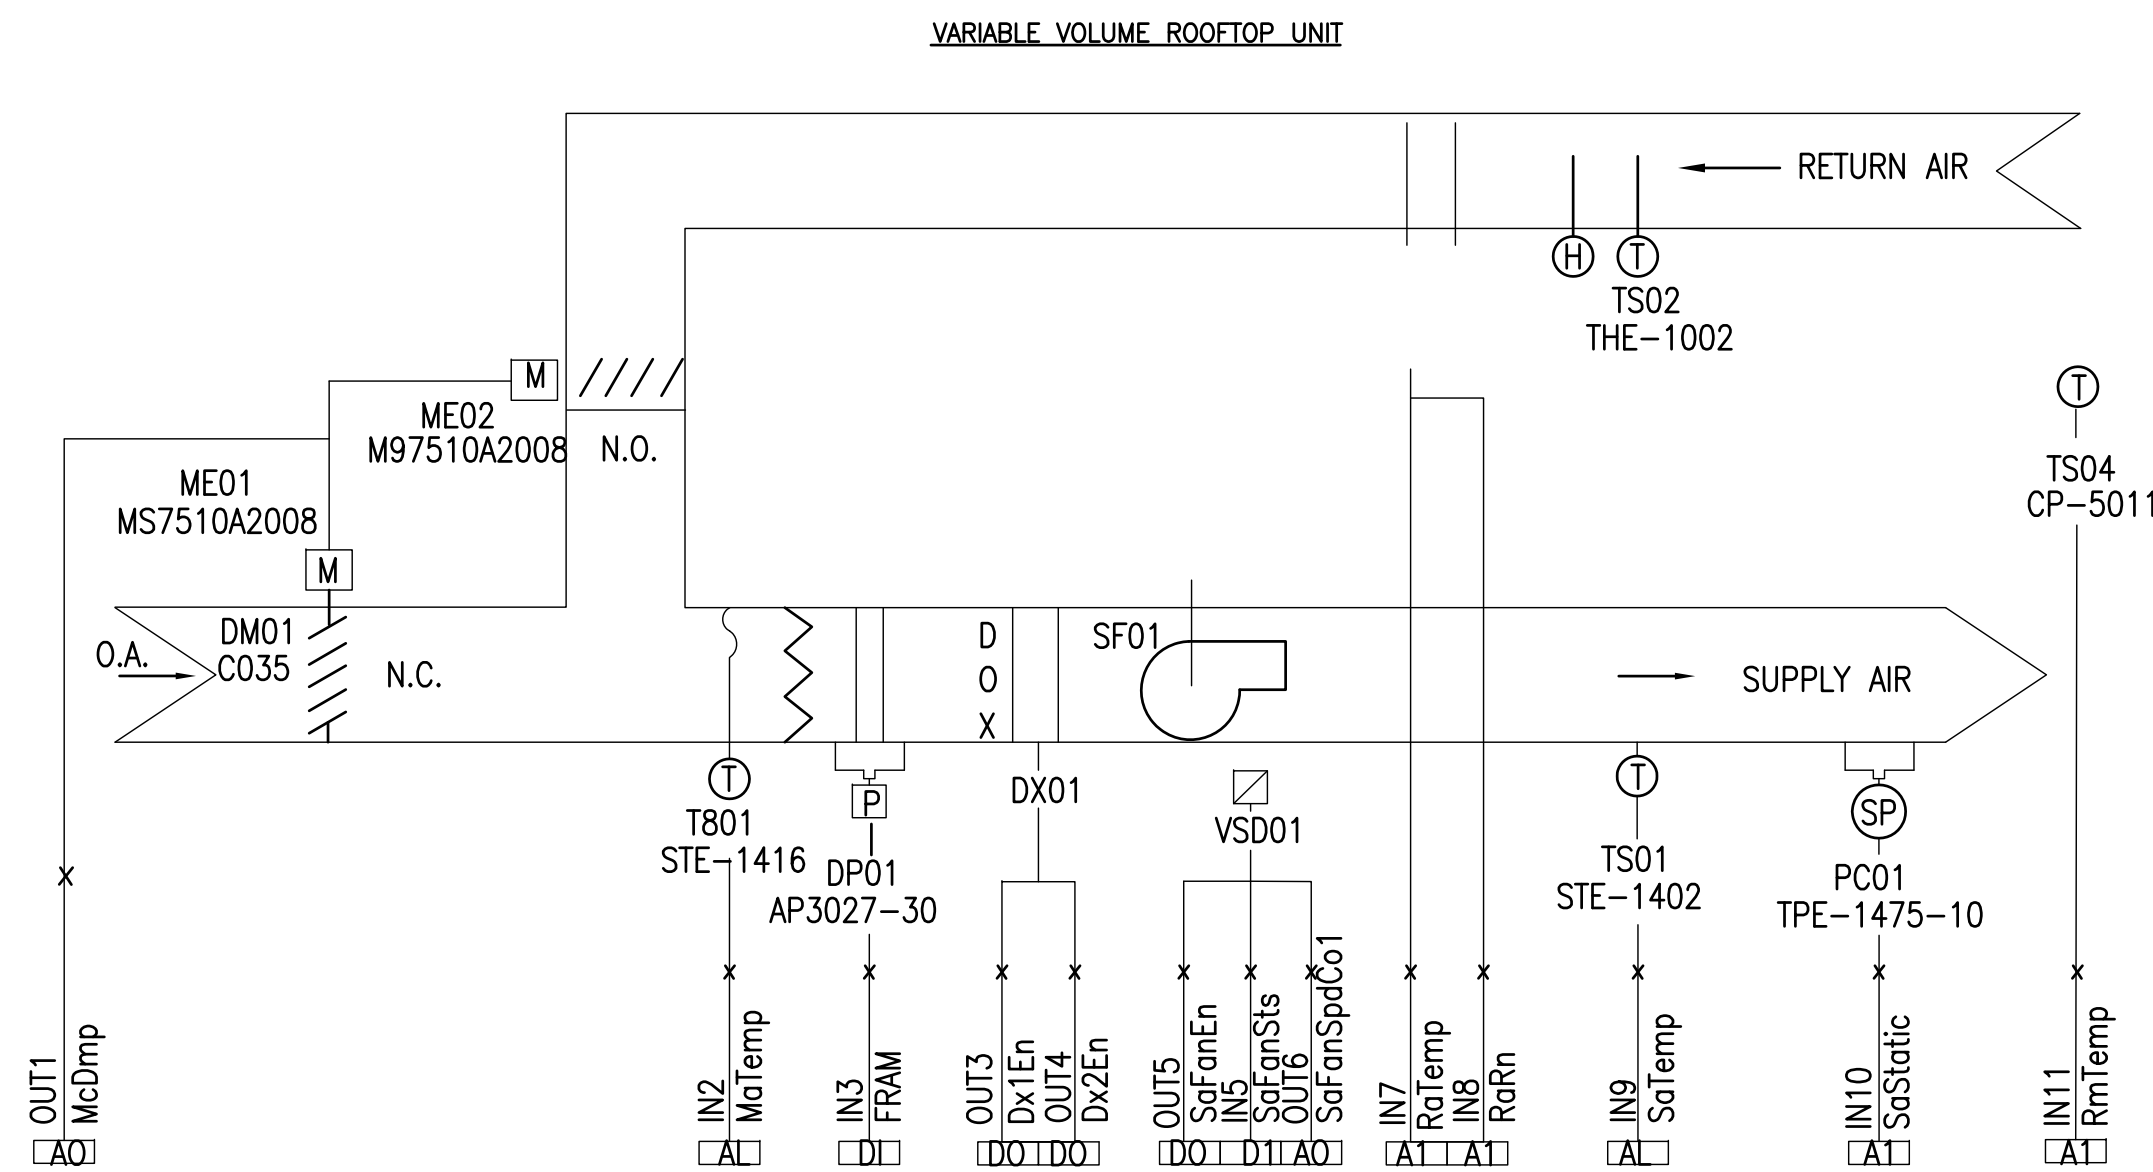 VARIABLE VOLUME ROOFTOP UNIT
RETURN AIR
H
T
TS02
THE-1002
M
ME02
M97510A2008
N.O.
T
TS04
CP-5011
ME01
MS7510A2008
M
O.A.
DM01
C035
N.C.
D
O
X
SF01
SUPPLY AIR
T
T801
STE-1416
P
DP01
AP3027-30
DX01
VSD01
T
TS01
STE-1402
SP
PC01
TPE-1475-10
X
X
X
X
X
X
X
X
X
X
X
X
X
OUT1
McDmp
IN2
MaTemp
IN3
FRAM
OUT3
Dx1En
OUT4
Dx2En
OUT5
SaFanEn
IN5
SaFanSts
OUT6
SaFanSpdCo1
IN7
RaTemp
IN8
RaRn
IN9
SaTemp
IN10
SaStatic
IN11
RmTemp
AO
AL
DI
DO
DO
DO
D1
AO
A1
A1
AL
A1
A1